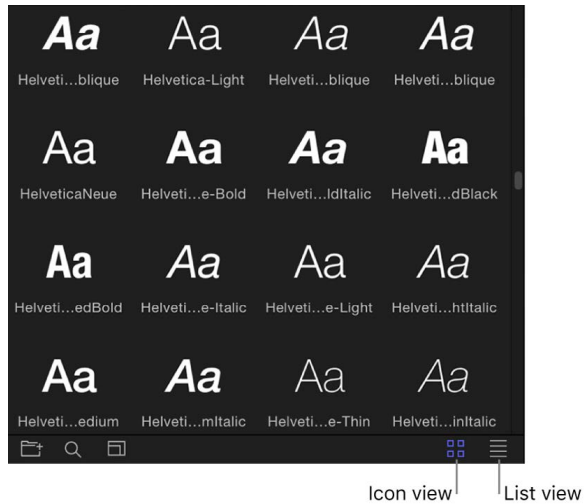 Aa Aa Aa Aa
Helveti...blique Helvetica-Light Helveti...blique Helveti...blique
Aa Aa Aa Aa
HelveticaNeue Helveti...e-Bold Helveti...ldItalic Helveti...dBlack
Aa Aa Aa Aa
Helveti...edBold Helveti...e-Italic Helveti...e-Light Helveti...htItalic
Aa Aa Aa Aa
Helveti...edium Helveti...mItalic Helveti...e-Thin Helveti...inItalic
Icon view List view